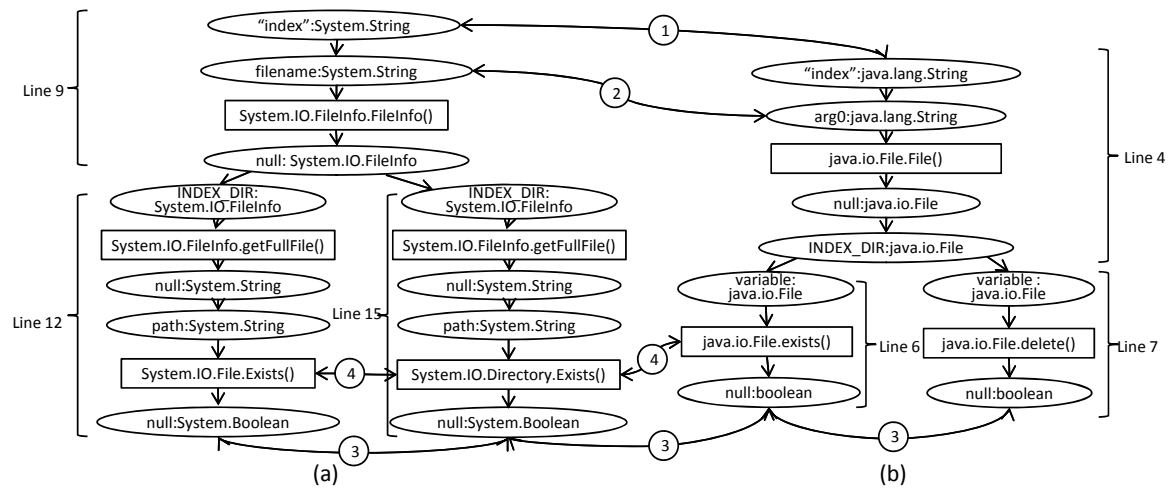 "index":System.String
1
filename:System.String
"index":java.lang.String
Line 9
2
System.IO.FileInfo.FileInfo()
arg0:java.lang.String
null: System.IO.FileInfo
java.io.File.File()
Line 4
INDEX_DIR:
System.IO.FileInfo
INDEX_DIR:
System.IO.FileInfo
null:java.io.File
System.IO.FileInfo.getFullFile()
System.IO.FileInfo.getFullFile()
INDEX_DIR:java.io.File
null:System.String
null:System.String
variable:
java.io.File
variable :
java.io.File
Line 12
path:System.String
Line 15
path:System.String
java.io.File.exists()
Line 6
java.io.File.delete()
Line 7
System.IO.File.Exists()
4
System.IO.Directory.Exists()
4
null:boolean
null:boolean
null:System.Boolean
null:System.Boolean
3
3
3
(a)
(b)